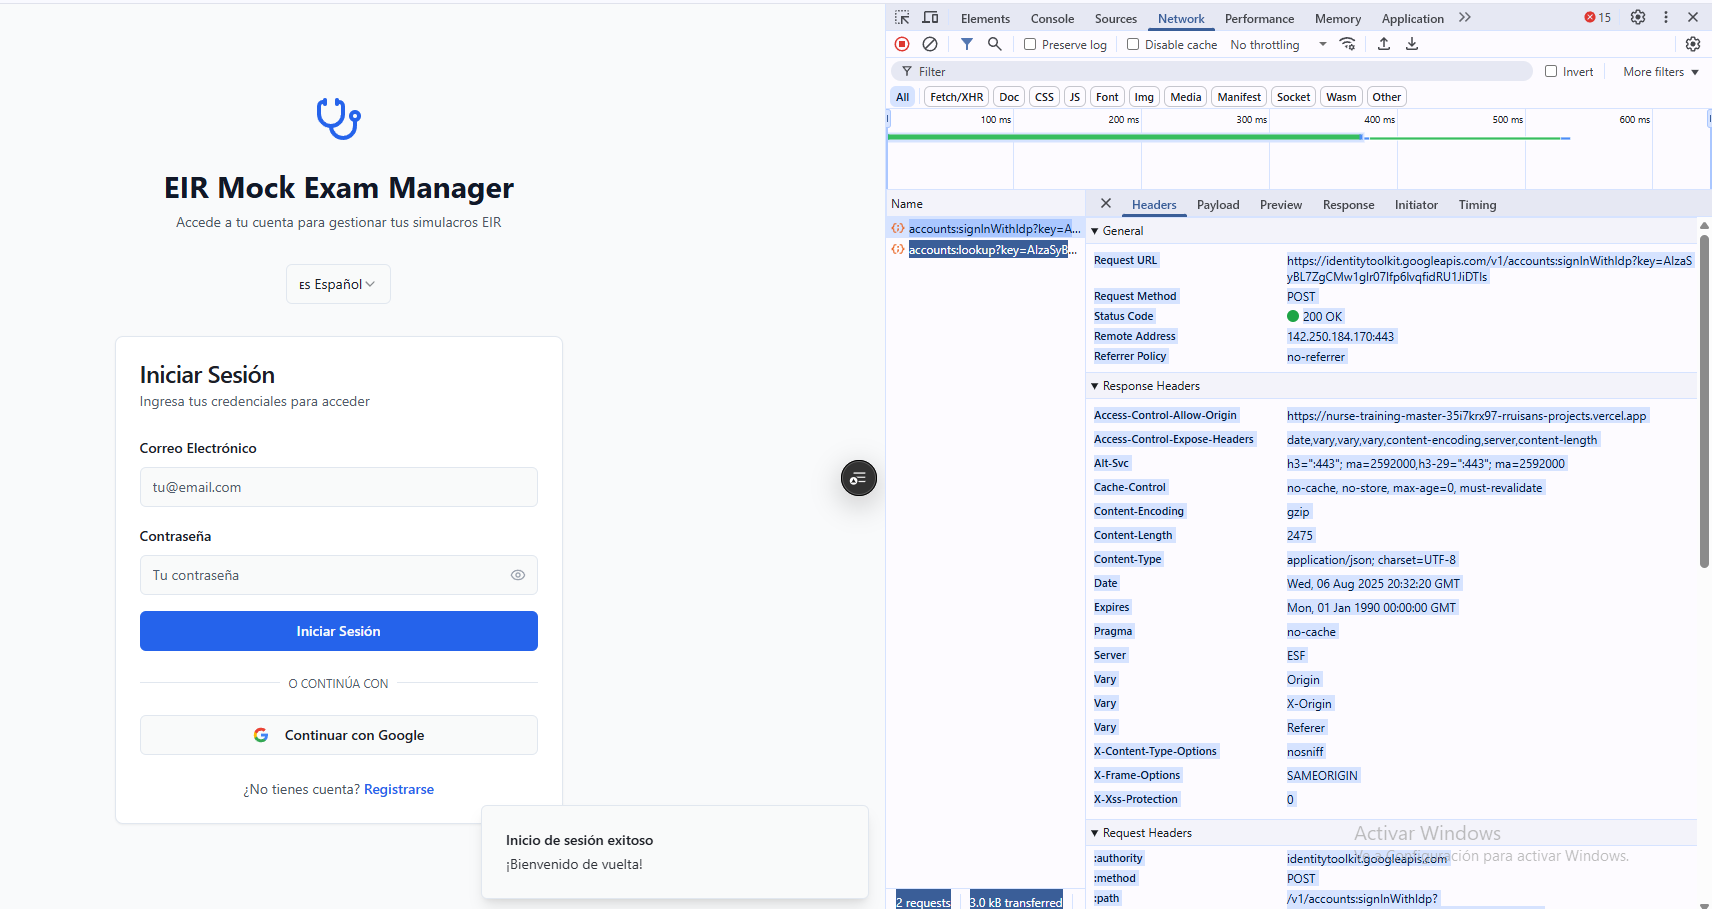 EIR Mock Exam Manager
Accede a tu cuenta para gestionar tus simulacros EIR
ES Español
Iniciar Sesión
Ingresa tus credenciales para acceder
Correo Electrónico
tu@email.com
Contraseña
Tu contraseña
Iniciar Sesión
O CONTINÚA CON
Continuar con Google
¿No tienes cuenta? Registrarse
Inicio de sesión exitoso
¡Bienvenido de vuelta!
Elements Console Sources Network Performance Memory Application 15
Preserve log Disable cache No throttling
Filter Invert More filters
All Fetch/XHR Doc CSS JS Font Img Media Manifest Socket Wasm Other
100 ms 200 ms 300 ms 400 ms 500 ms 600 ms
Name
accounts:signInWithIdp?key=A...
accounts:lookup?key=AIzaSyB...
2 requests 3.0 kB transferred
Headers Payload Preview Response Initiator Timing
General
Request URL https://identitytoolkit.googleapis.com/v1/accounts:signInWithIdp?key=AIzaS
Request Method POST
Status Code 200 OK
Remote Address 142.250.184.170:443
Referrer Policy no-referrer
Response Headers
Access-Control-Allow-Origin https://nurse-training-master-35i7krx97-rruisans-projects.vercel.app
Access-Control-Expose-Headers date,vary,vary,vary,content-encoding,server,content-length
Alt-Svc h3=":443"; ma=2592000,h3-29=":443"; ma=2592000
Cache-Control no-cache, no-store, max-age=0, must-revalidate
Content-Encoding gzip
Content-Length 2475
Content-Type application/json; charset=UTF-8
Date Wed, 06 Aug 2025 20:32:20 GMT
Expires Mon, 01 Jan 1990 00:00:00 GMT
Pragma no-cache
Server ESF
Vary Origin
Vary X-Origin
Vary Referer
X-Content-Type-Options nosniff
X-Frame-Options SAMEORIGIN
X-Xss-Protection 0
Request Headers
Activar Windows
Ve a Configuración para activar Windows.
:authority identitytoolkit.googleapis.com
:method POST
:path /v1/accounts:signInWithIdp?